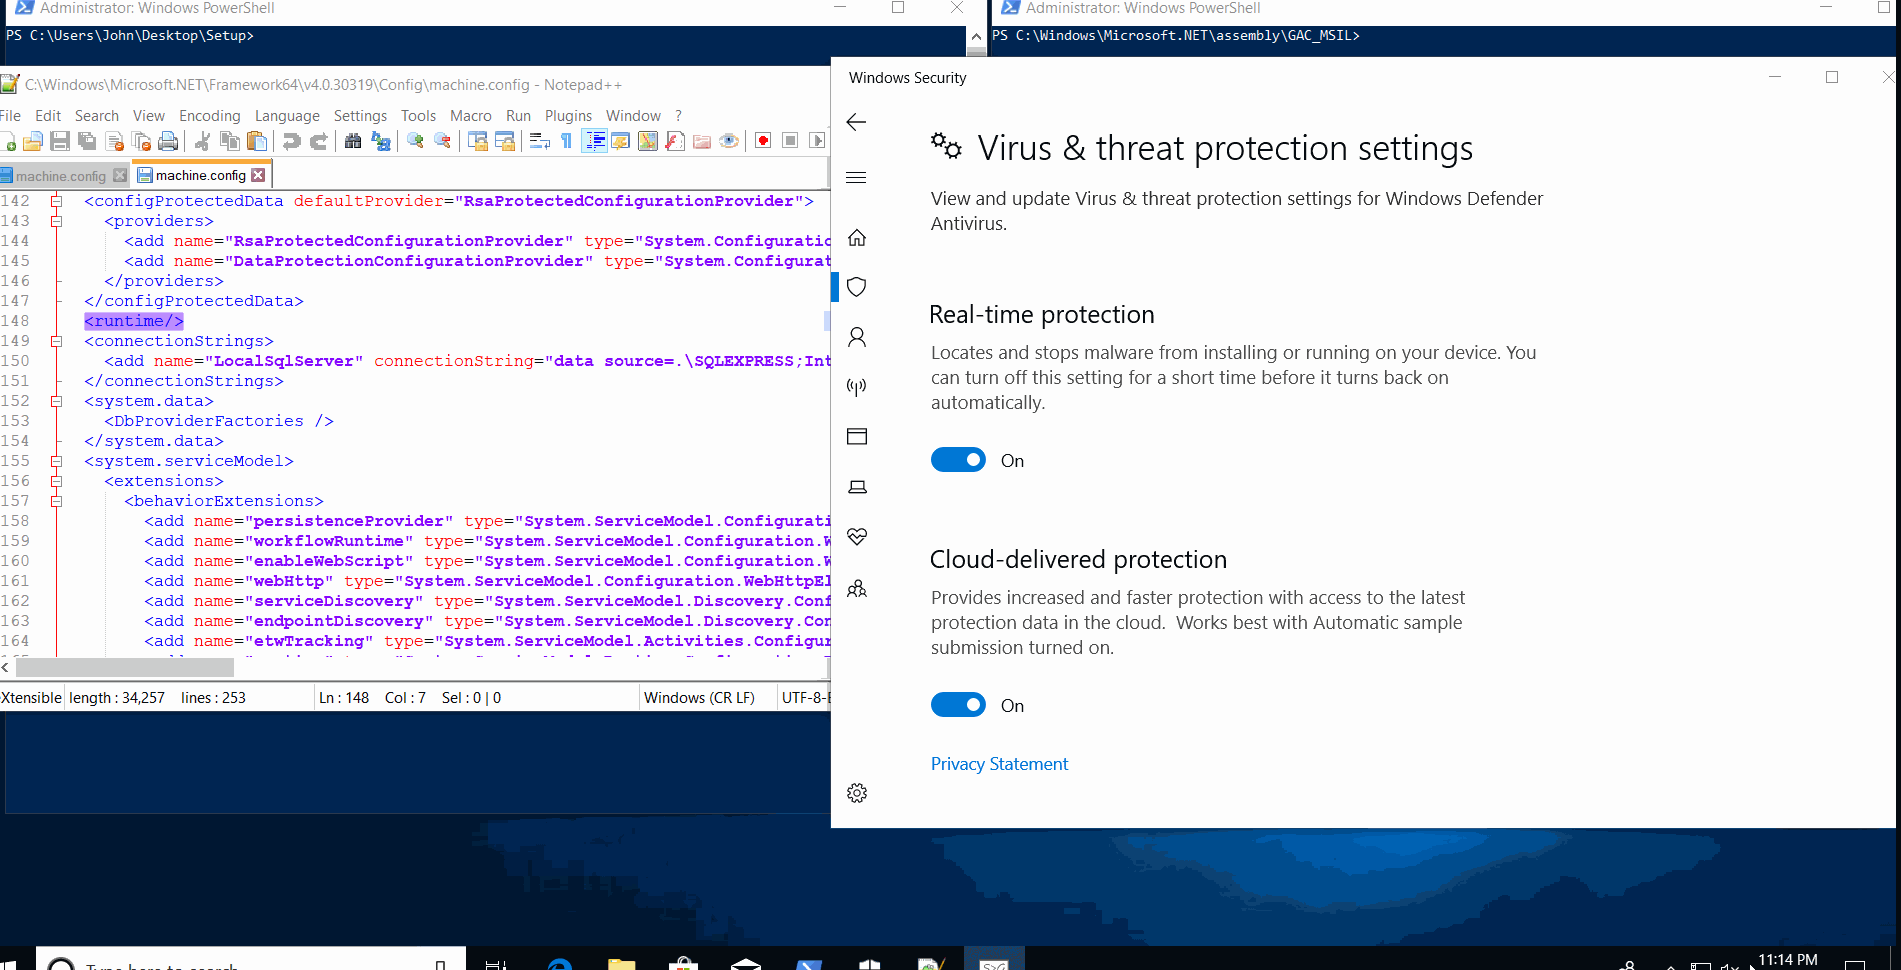 Administrator: Windows PowerShell
PS C:\Users\John\Desktop\Setup>
Administrator: Windows PowerShell
PS C:\Windows\Microsoft.NET\assembly\GAC_MSIL>
C:\Windows\Microsoft.NET\Framework64\v4.0.30319\Config\machine.config - Notepad++
File Edit Search View Encoding Language Settings Tools Macro Run Plugins Window ?
machine.config machine.config
142 <configProtectedData defaultProvider="RsaProtectedConfigurationProvider">
143 <providers>
144 <add name="RsaProtectedConfigurationProvider" type="System.Configuratio
145 <add name="DataProtectionConfigurationProvider" type="System.Configurat
146 </providers>
147 </configProtectedData>
148 <runtime/>
149 <connectionStrings>
150 <add name="LocalSqlServer" connectionString="data source=.\SQLEXPRESS;Int
151 </connectionStrings>
152 <system.data>
153 <DbProviderFactories />
154 </system.data>
155 <system.serviceModel>
156 <extensions>
157 <behaviorExtensions>
158 <add name="persistenceProvider" type="System.ServiceModel.Configurati
159 <add name="workflowRuntime" type="System.ServiceModel.Configuration.W
160 <add name="enableWebScript" type="System.ServiceModel.Configuration.W
161 <add name="webHttp" type="System.ServiceModel.Configuration.WebHttpEl
162 <add name="serviceDiscovery" type="System.ServiceModel.Discovery.Conf
163 <add name="endpointDiscovery" type="System.ServiceModel.Discovery.Con
164 <add name="etwTracking" type="System.ServiceModel.Activities.Configur
eXtensible length : 34,257 lines : 253 Ln : 148 Col : 7 Sel : 0 | 0 Windows (CR LF) UTF-8-B
Windows Security
Virus & threat protection settings
View and update Virus & threat protection settings for Windows Defender
Antivirus.
Real-time protection
Locates and stops malware from installing or running on your device. You
can turn off this setting for a short time before it turns back on
automatically.
On
Cloud-delivered protection
Provides increased and faster protection with access to the latest
protection data in the cloud. Works best with Automatic sample
submission turned on.
On
Privacy Statement
Type here to search
11:14 PM